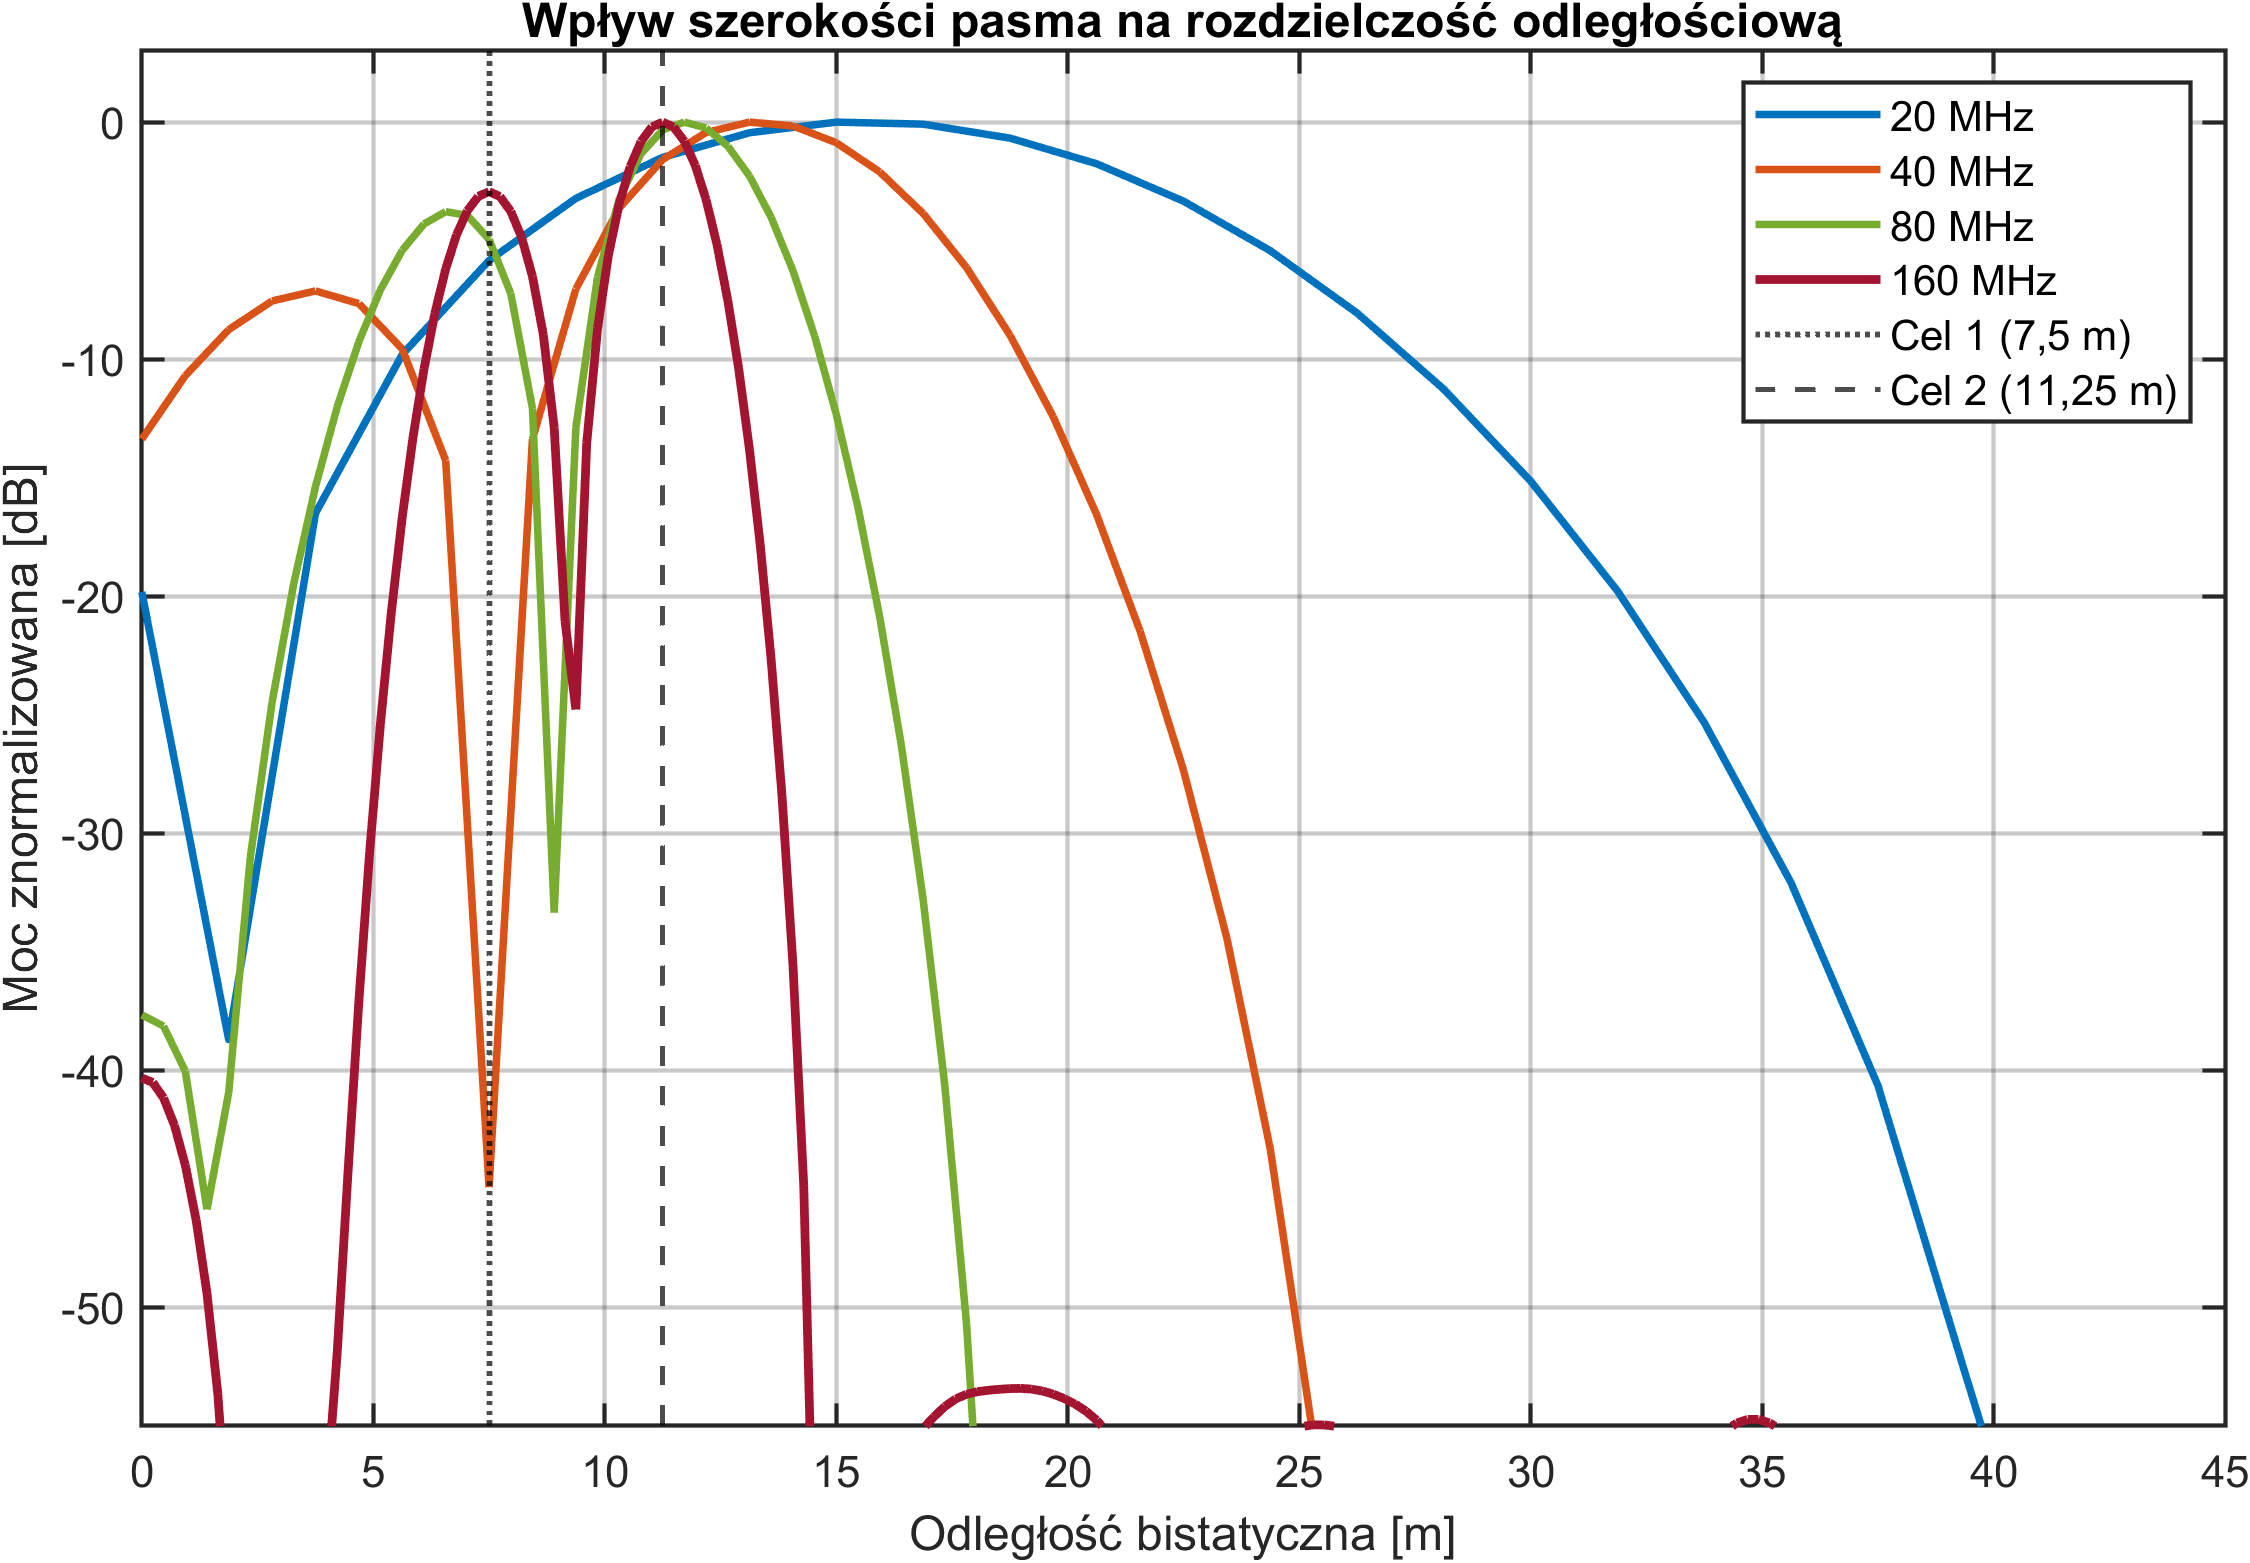 Wpływ szerokości pasma na rozdzielczość odległościową
Moc znormalizowana [dB]
0
-10
-20
-30
-40
-50
20 MHz
40 MHz
80 MHz
160 MHz
Cel 1 (7,5 m)
Cel 2 (11,25 m)
0 5 10 15 20 25 30 35 40 45
Odległość bistatyczna [m]